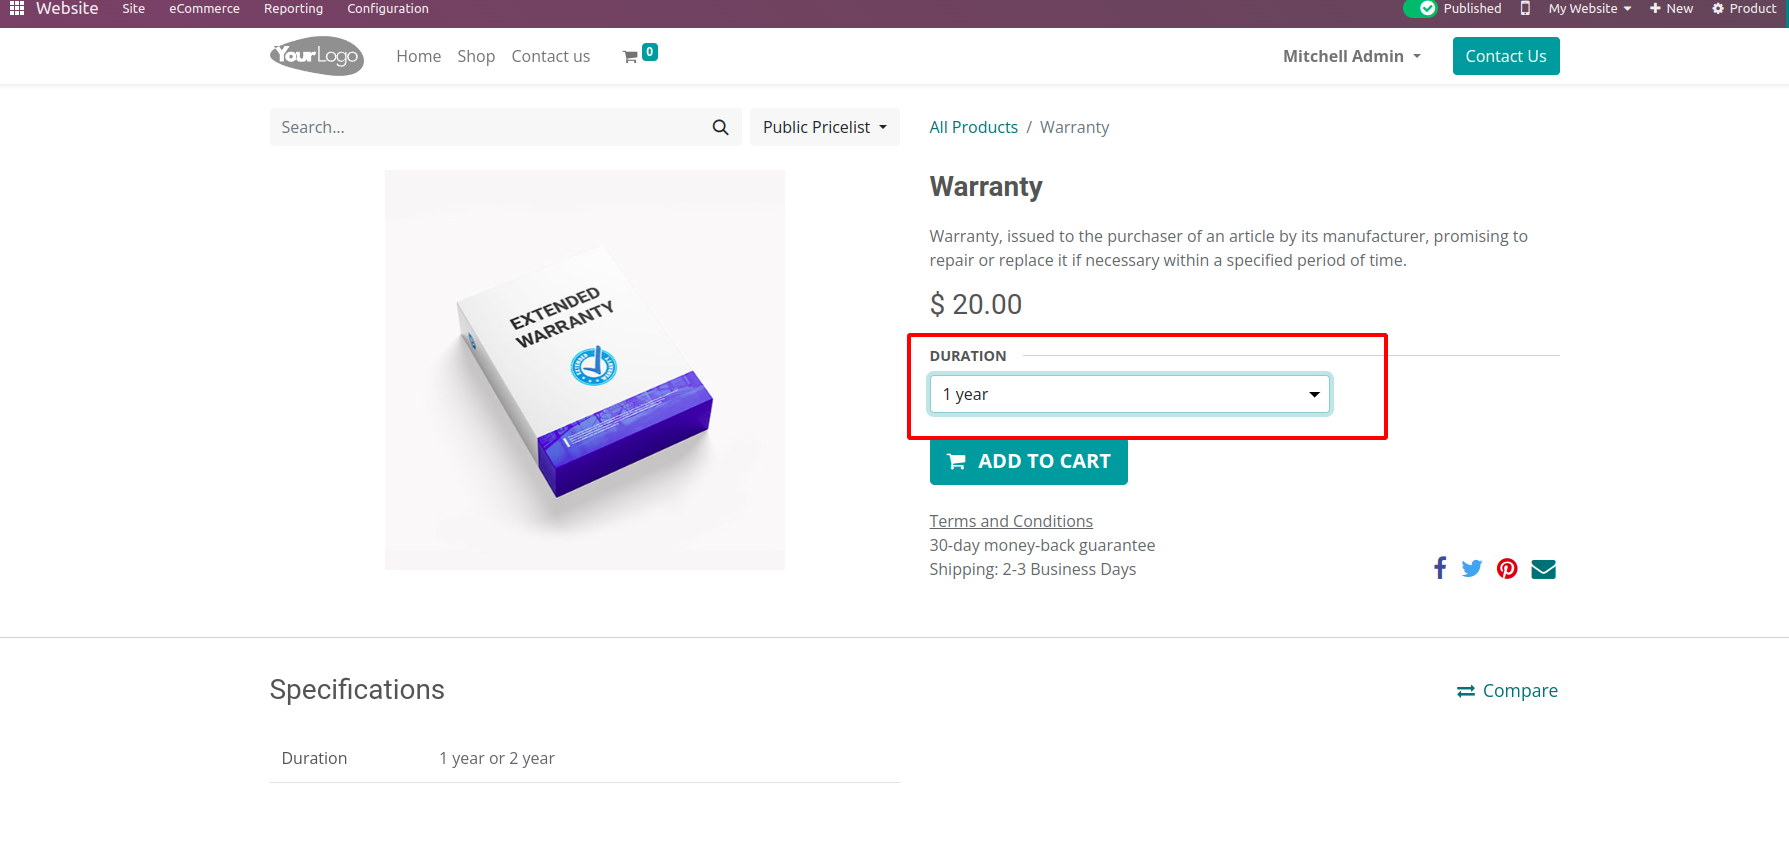 Website Site eCommerce Reporting Configuration Published My Website New Product
YourLogo Home Shop Contact us 0 Mitchell Admin Contact Us
Search... Public Pricelist All Products / Warranty
Warranty
Warranty, issued to the purchaser of an article by its manufacturer, promising to
repair or replace it if necessary within a specified period of time.
$ 20.00
DURATION
1 year
ADD TO CART
Terms and Conditions
30-day money-back guarantee
Shipping: 2-3 Business Days
EXTENDED
WARRANTY
Specifications Compare
Duration 1 year or 2 year